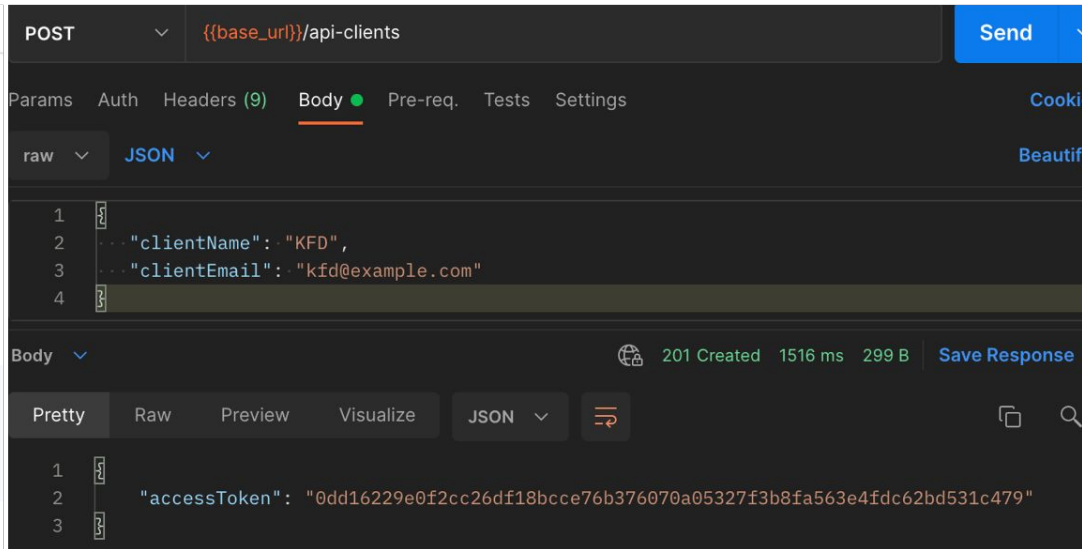 POST {{base_url}}/api-clients Send
Params Auth Headers (9) Body Pre-req. Tests Settings Cooki
raw JSON Beautif
1 {
2 "clientName": "KFD",
3 "clientEmail": "kfd@example.com"
4 }
Body 201 Created 1516 ms 299 B Save Response
Pretty Raw Preview Visualize JSON
1 {
2 "accessToken": "0dd16229e0f2cc26df18bcce76b376070a05327f3b8fa563e4fdc62bd531c479"
3 }